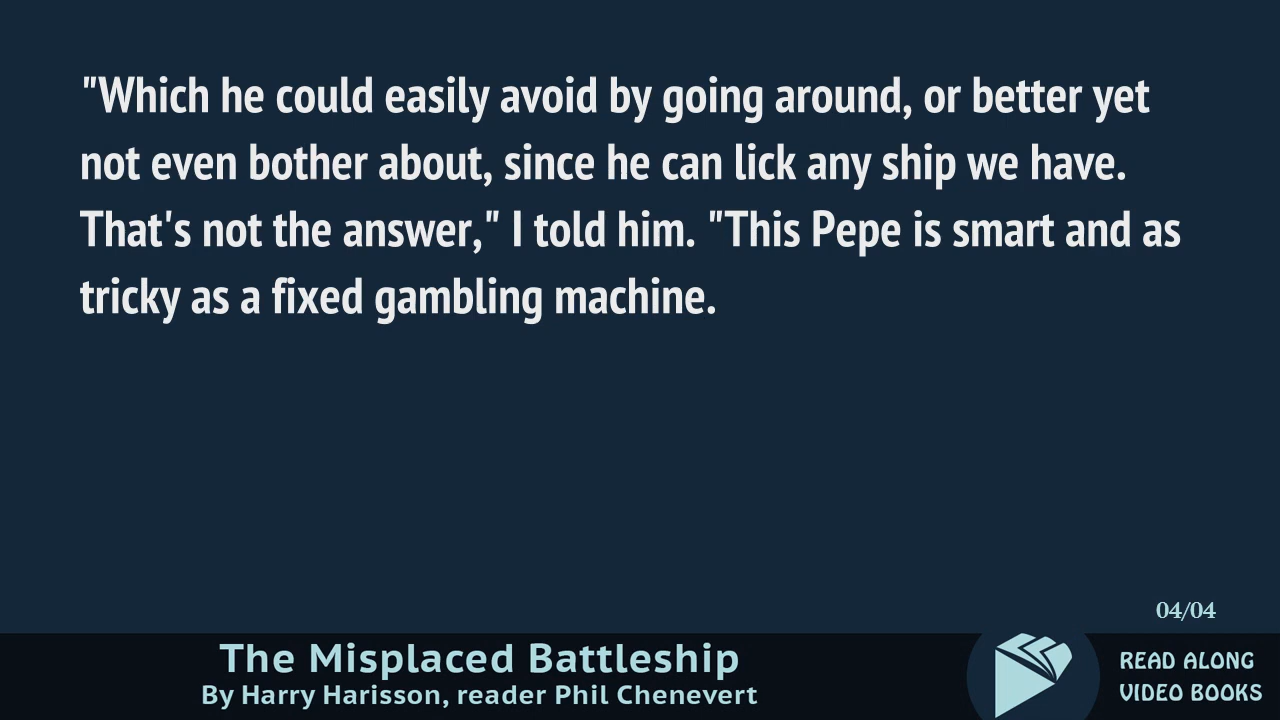 "Which he could easily avoid by going around, or better yet
not even bother about, since he can lick any ship we have.
That's not the answer," I told him. "This Pepe is smart and as
tricky as a fixed gambling machine.
04/04
The Misplaced Battleship
By Harry Harisson, reader Phil Chenevert
READ ALONG
VIDEO BOOKS